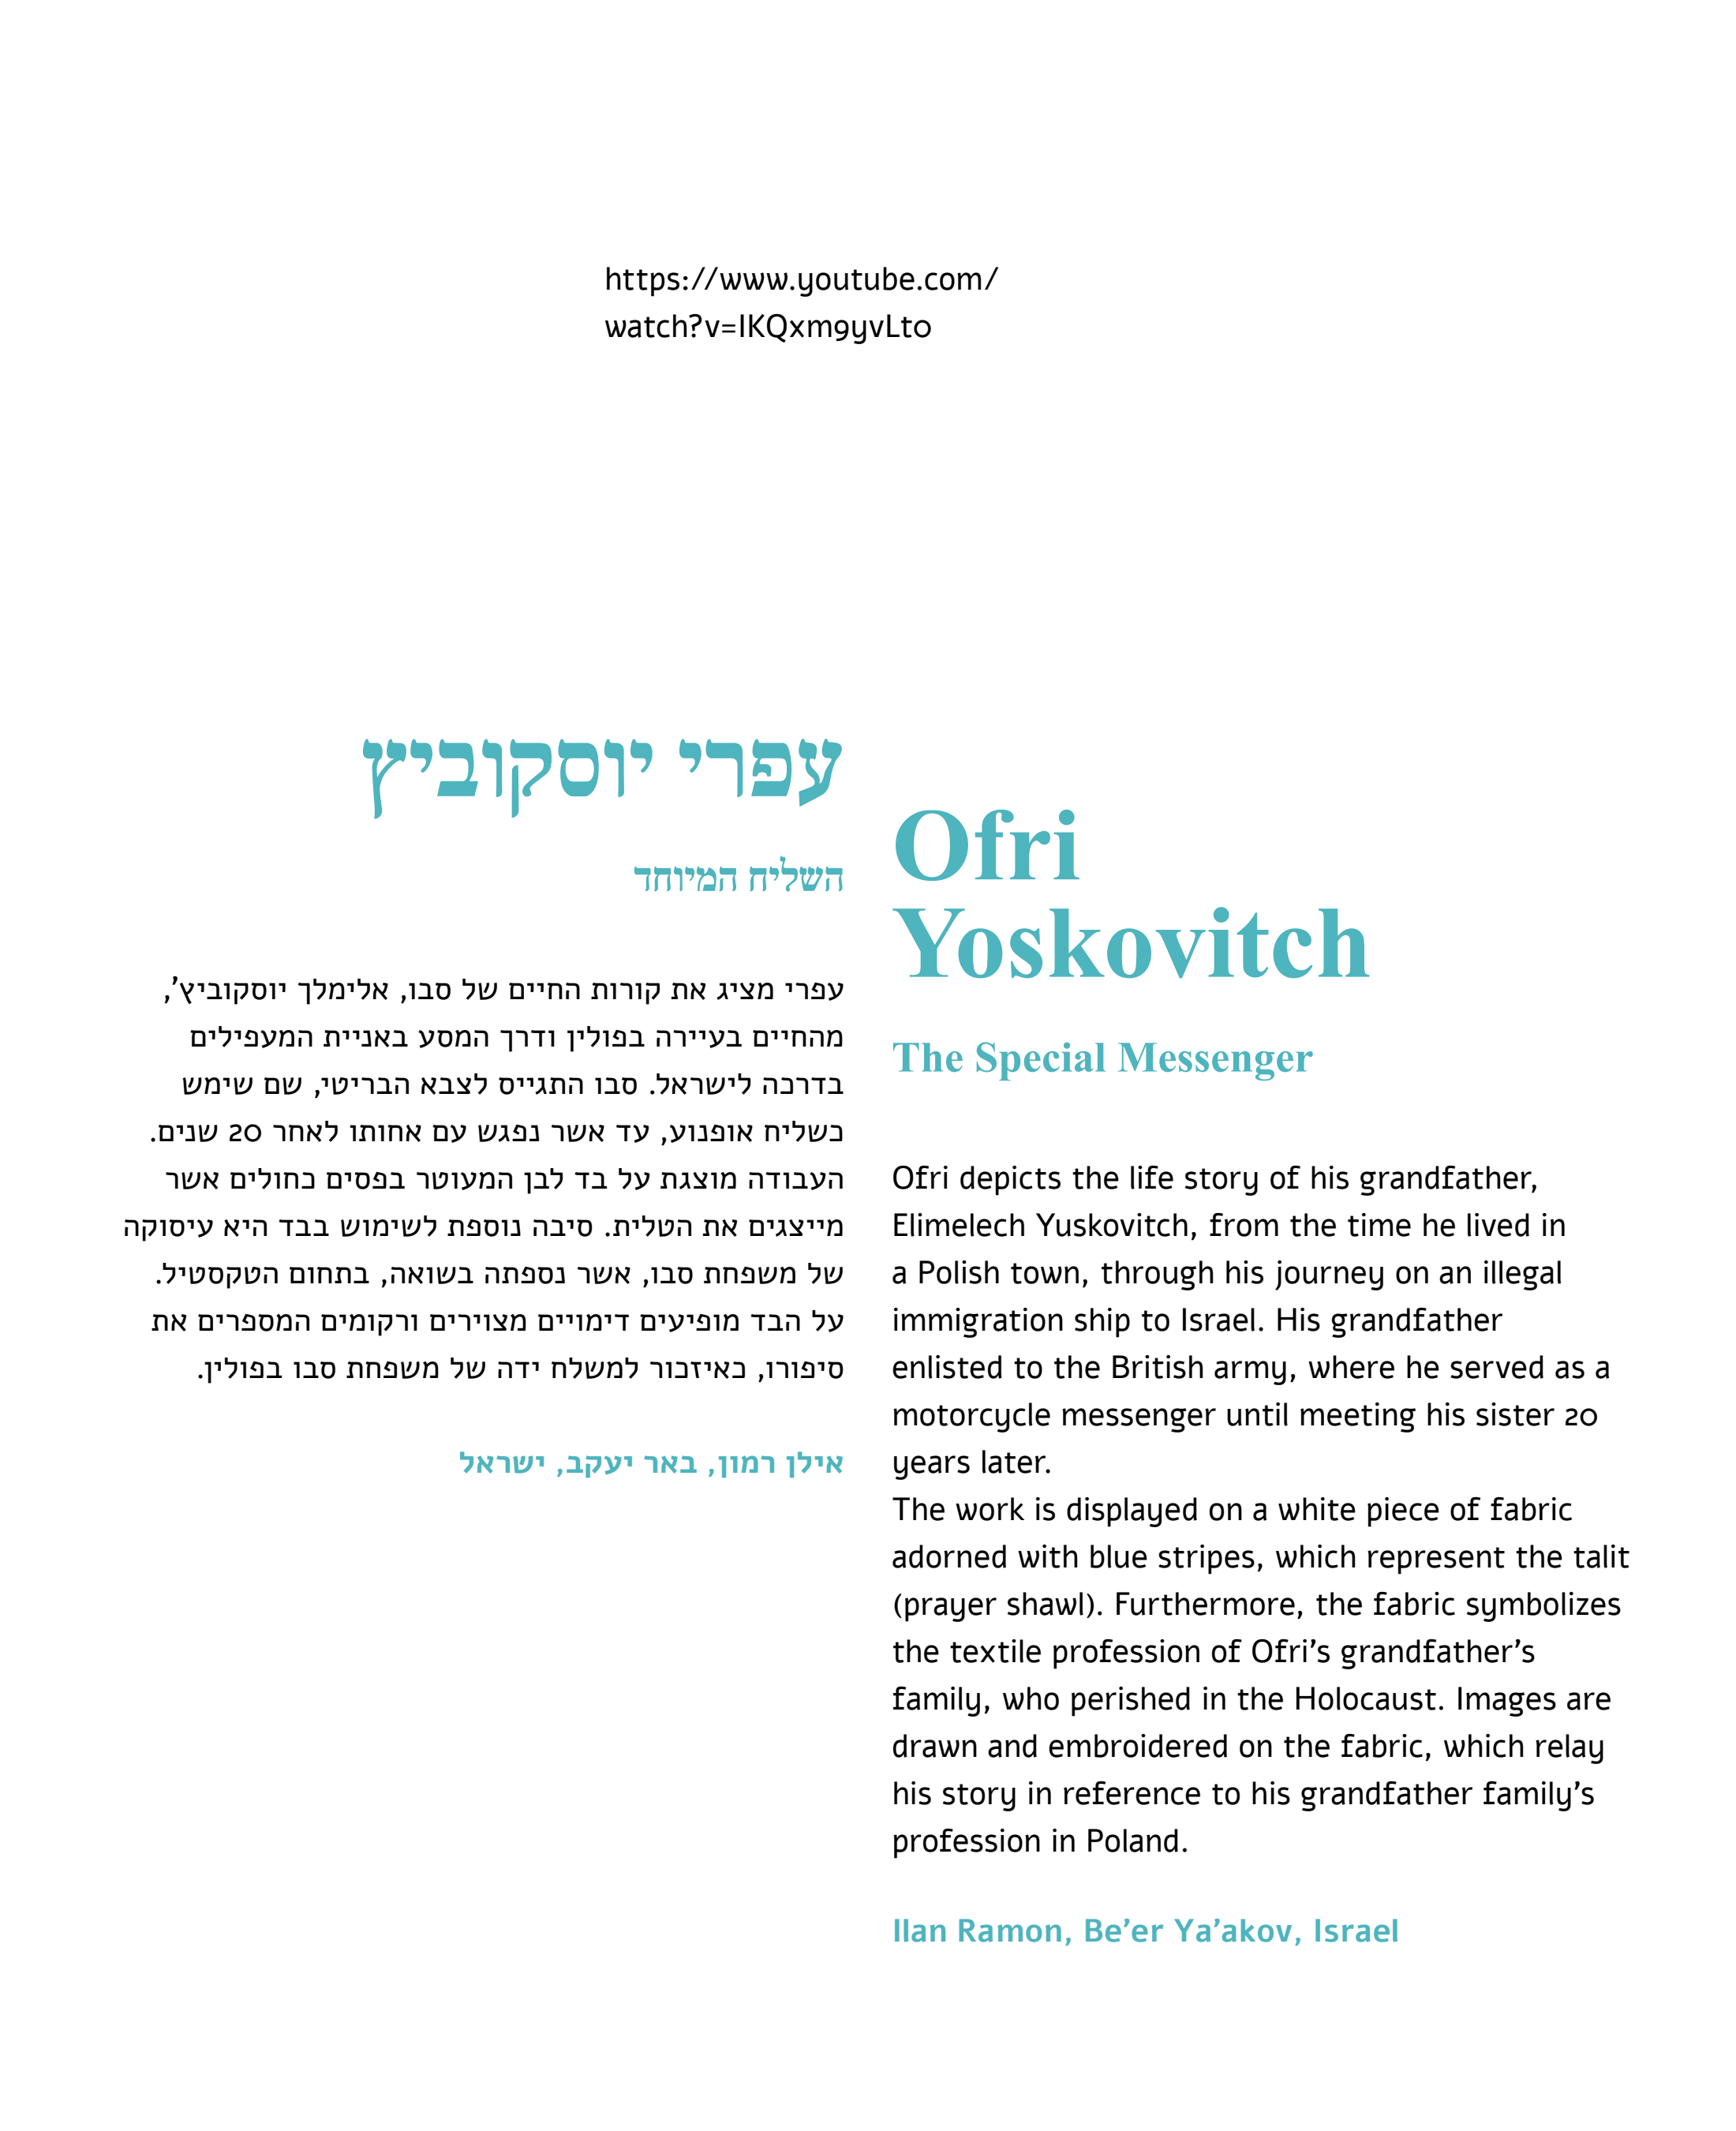 https://www.youtube.com/
watch?v=IKQxm9yvLt0
עפרי יוסקוביץ
השליח המיוחד
עפרי מציג את קורות החיים של סבו, אלימלך יוסקוביץ',
מהחיים בעיירה בפולין ודרך המסע באניית המעפילים
בדרכה לישראל. סבו התגייס לצבא הבריטי, שם שימש
כשליח אופנוע, עד אשר נפגש עם אחותו לאחר 20 שנים.
העבודה מוצגת על בד לבן המעוטר בפסים כחולים אשר
מייצגים את הטלית. סיבה נוספת לשימוש בבד היא עיסוקה
של משפחת סבו, אשר נספתה בשואה, בתחום הטקסטיל.
על הבד מופיעים דימויים מצוירים ורקומים המספרים את
סיפורו, כאיזכור למשלח ידה של משפחת סבו בפולין.
אילן רמון, באר יעקב, ישראל
Ofri
Yoskovitch
The Special Messenger
Ofri depicts the life story of his grandfather,
Elimelech Yuskovitch, from the time he lived in
a Polish town, through his journey on an illegal
immigration ship to Israel. His grandfather
enlisted to the British army, where he served as a
motorcycle messenger until meeting his sister 20
years later.
The work is displayed on a white piece of fabric
adorned with blue stripes, which represent the talit
(prayer shawl). Furthermore, the fabric symbolizes
the textile profession of Ofri’s grandfather’s
family, who perished in the Holocaust. Images are
drawn and embroidered on the fabric, which relay
his story in reference to his grandfather family’s
profession in Poland.
Ilan Ramon, Be’er Ya’akov, Israel